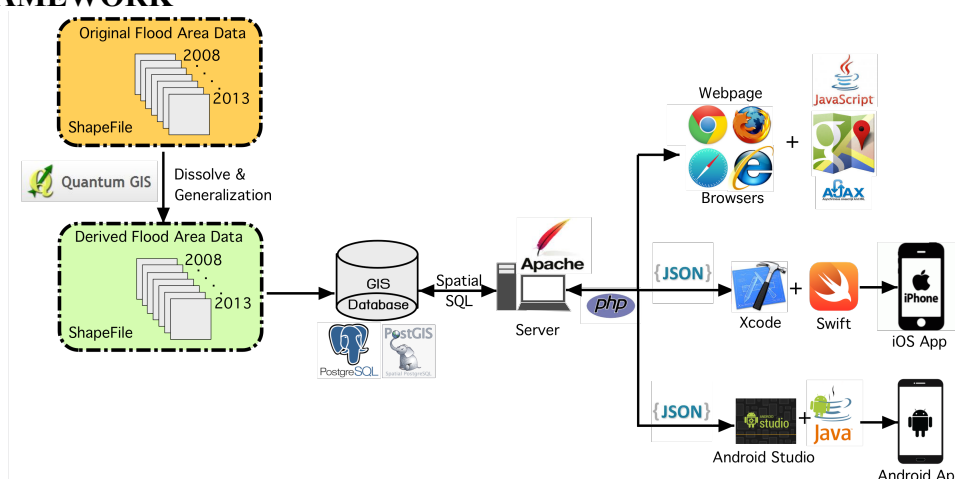 AMEWORK
Original Flood Area Data
2008
2013
ShapeFile
Quantum GIS
Dissolve &
Generalization
Derived Flood Area Data
2008
2013
ShapeFile
GIS
Database
PostgreSQL
PostGIS
Spatial PostgreSQL
Spatial
SQL
Apache
Server
php
Webpage
Browsers
+
JavaScript
g
AJAX
{JSON}
Xcode
+
Swift
iPhone
iOS App
{JSON}
studio
+
Java
Android Studio
Android Ap